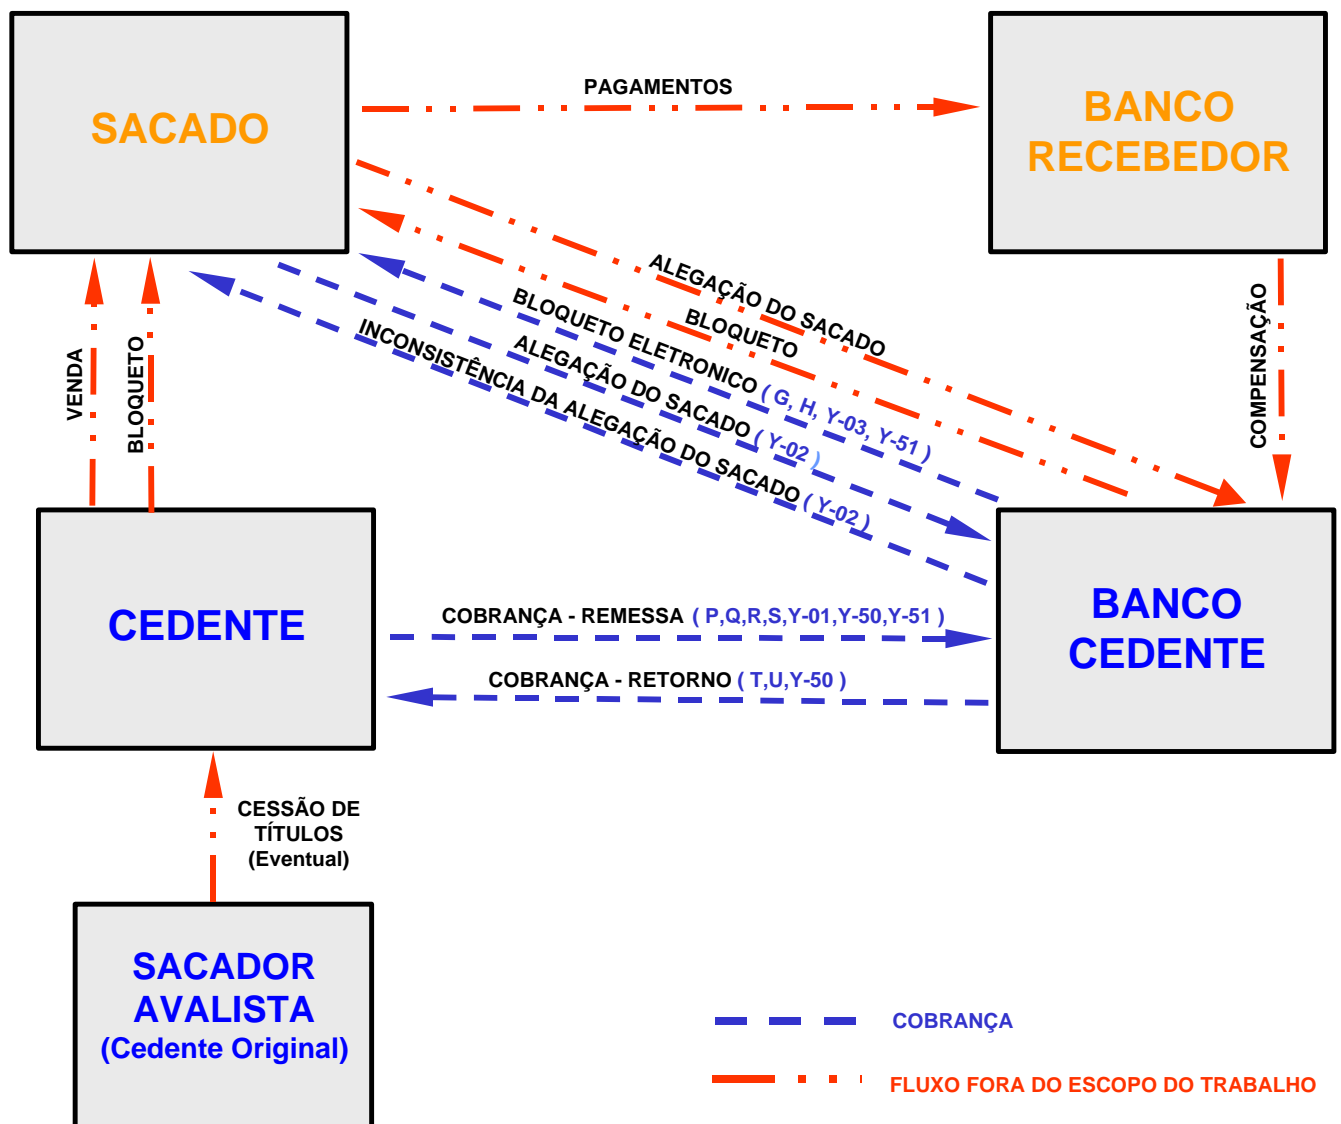 PAGAMENTOS
SACADO
BANCO
RECEBEDOR
ALEGAÇÃO DO SACADO
BLOQUETO
BLOQUETO ELETRONICO ( G, H, Y-03, Y-51 )
ALEGAÇÃO DO SACADO ( Y-02 )
INCONSISTÊNCIA DA ALEGAÇÃO DO SACADO ( Y-02 )
VENDA
BLOQUETO
COMPENSAÇÃO
CEDENTE
COBRANÇA - REMESSA ( P,Q,R,S,Y-01,Y-50,Y-51 )
COBRANÇA - RETORNO ( T,U,Y-50 )
BANCO
CEDENTE
CESSÃO DE
TÍTULOS
(Eventual)
SACADOR
AVALISTA
(Cedente Original)
COBRANÇA
FLUXO FORA DO ESCOPO DO TRABALHO